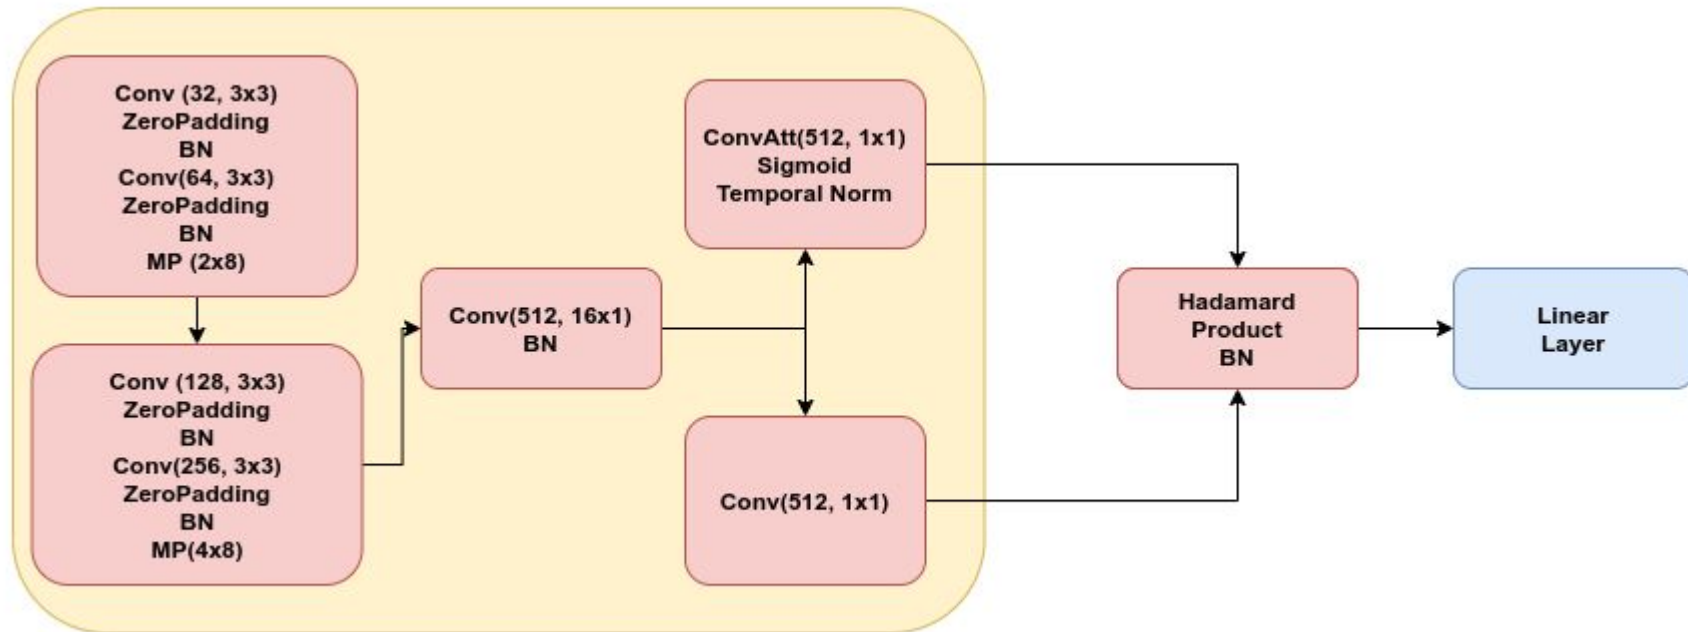 Conv (32, 3x3)
ZeroPadding
BN
Conv(64, 3x3)
ZeroPadding
BN
MP (2x8)
Conv (128, 3x3)
ZeroPadding
BN
Conv(256, 3x3)
ZeroPadding
BN
MP(4x8)
Conv(512, 16x1)
BN
ConvAtt(512, 1x1)
Sigmoid
Temporal Norm
Conv(512, 1x1)
Hadamard
Product
BN
Linear
Layer